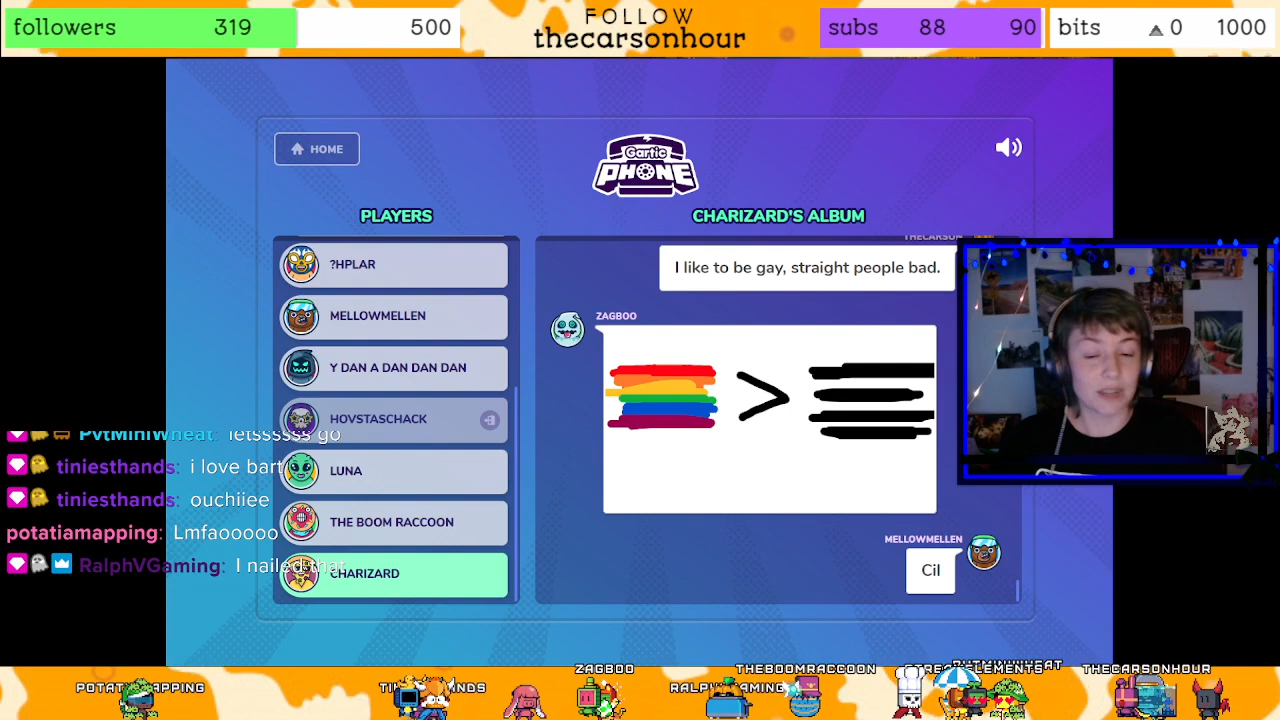 followers 319 500
FOLLOW
thecarsonhour
subs 88 90
bits 0 1000
HOME
Gartic
PHONE
PLAYERS
CHARIZARD'S ALBUM
?HPLAR
MELLOWMELLEN
Y DAN A DAN DAN DAN
HOVSTASCHACK
LUNA
THE BOOM RACCOON
CHARIZARD
THECARSON
I like to be gay, straight people bad.
ZAGBOO
MELLOWMELLEN
Cil
PvtMiniWheat: letssssss go
tiniesthands: i love bart
tiniesthands: ouchiiee
potatiamapping: Lmfaooooo
RalphVGaming: I nailed that
ZAGBOO
THEBOOMRACCOON
THECARSONHOUR